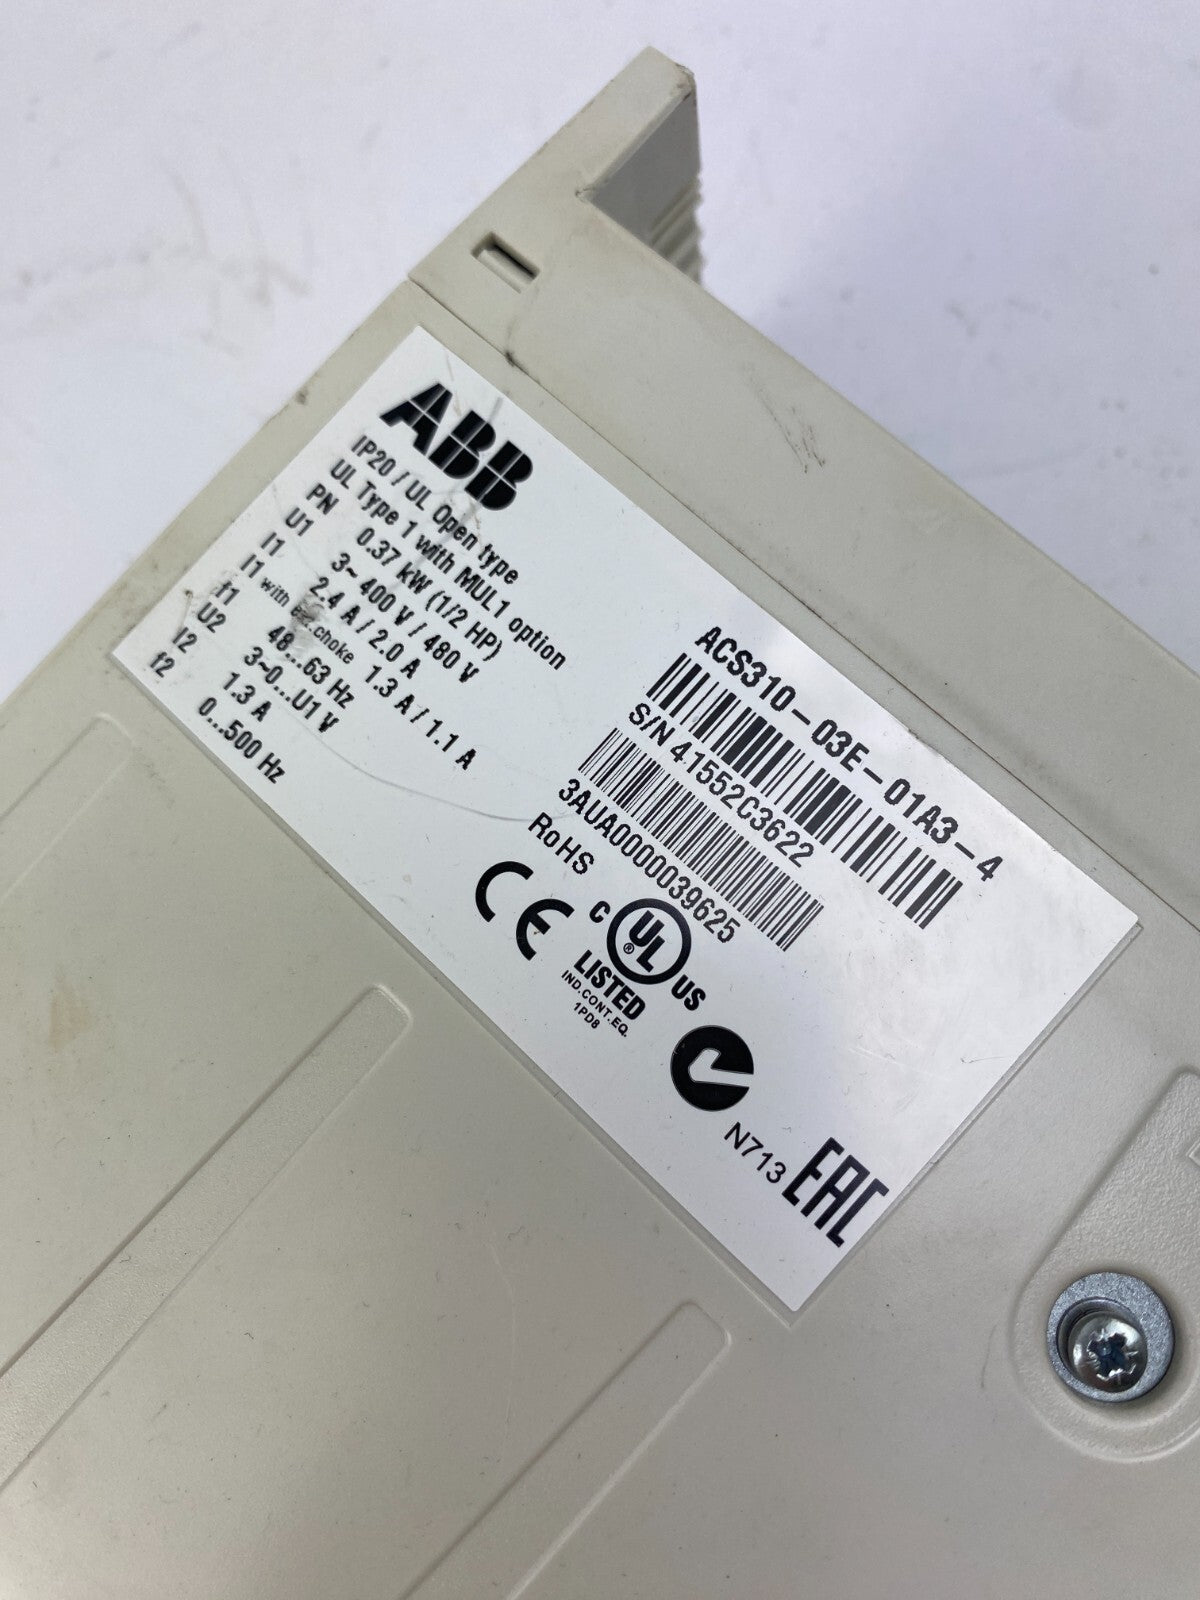 ABB
IP20 / UL Open type
UL Type 1 with MUL1 option
PN 0.37 kW (1/2 HP)
U1 3~ 400 V / 480 V
I1 2.4 A / 2.0 A
I1 with ext.choke 1.3 A / 1.1 A
f1 48...63 Hz
U2 3~0...U1 V
I2 1.3 A
f2 0...500 Hz
ACS310-03E-01A3-4
S/N 41552C3622
3AUA0000039625
RoHS
CE
C UL US
®
LISTED
IND.CONT.EQ.
1PD8
N713
EAC